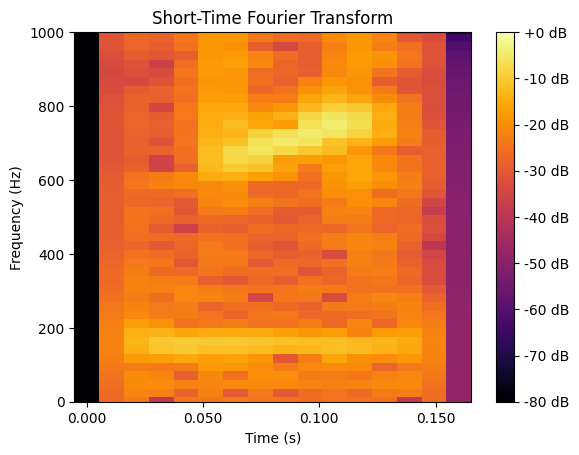 Short-Time Fourier Transform
1000
800
600
400
200
0
Frequency (Hz)
0.000
0.050
0.100
0.150
Time (s)
+0 dB
-10 dB
-20 dB
-30 dB
-40 dB
-50 dB
-60 dB
-70 dB
-80 dB